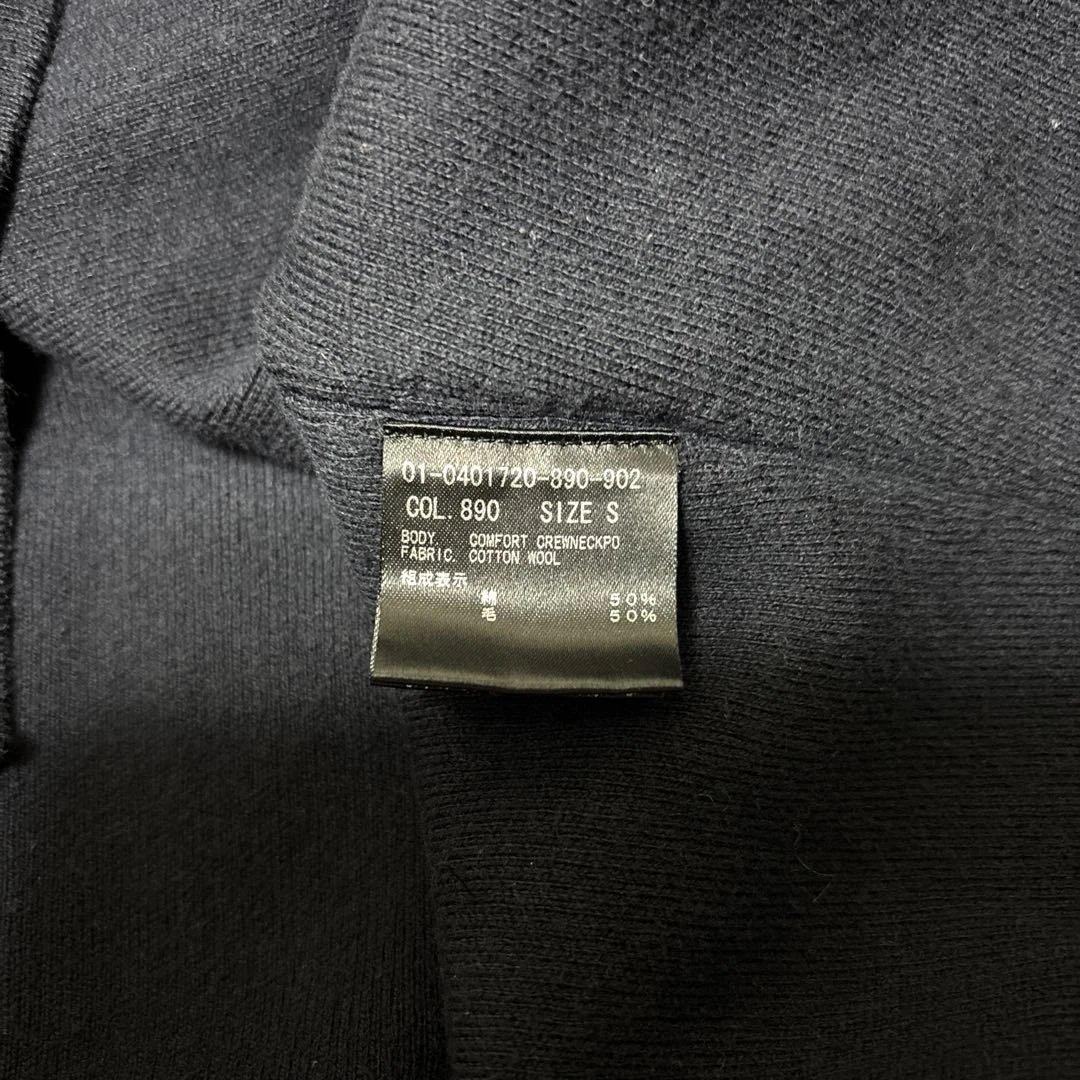 01-0401720-890-902
COL. 890 SIZE S
BODY COMFORT CREWNECKPO
FABRIC COTTON WOOL
組成表示
綿 50%
毛 50%